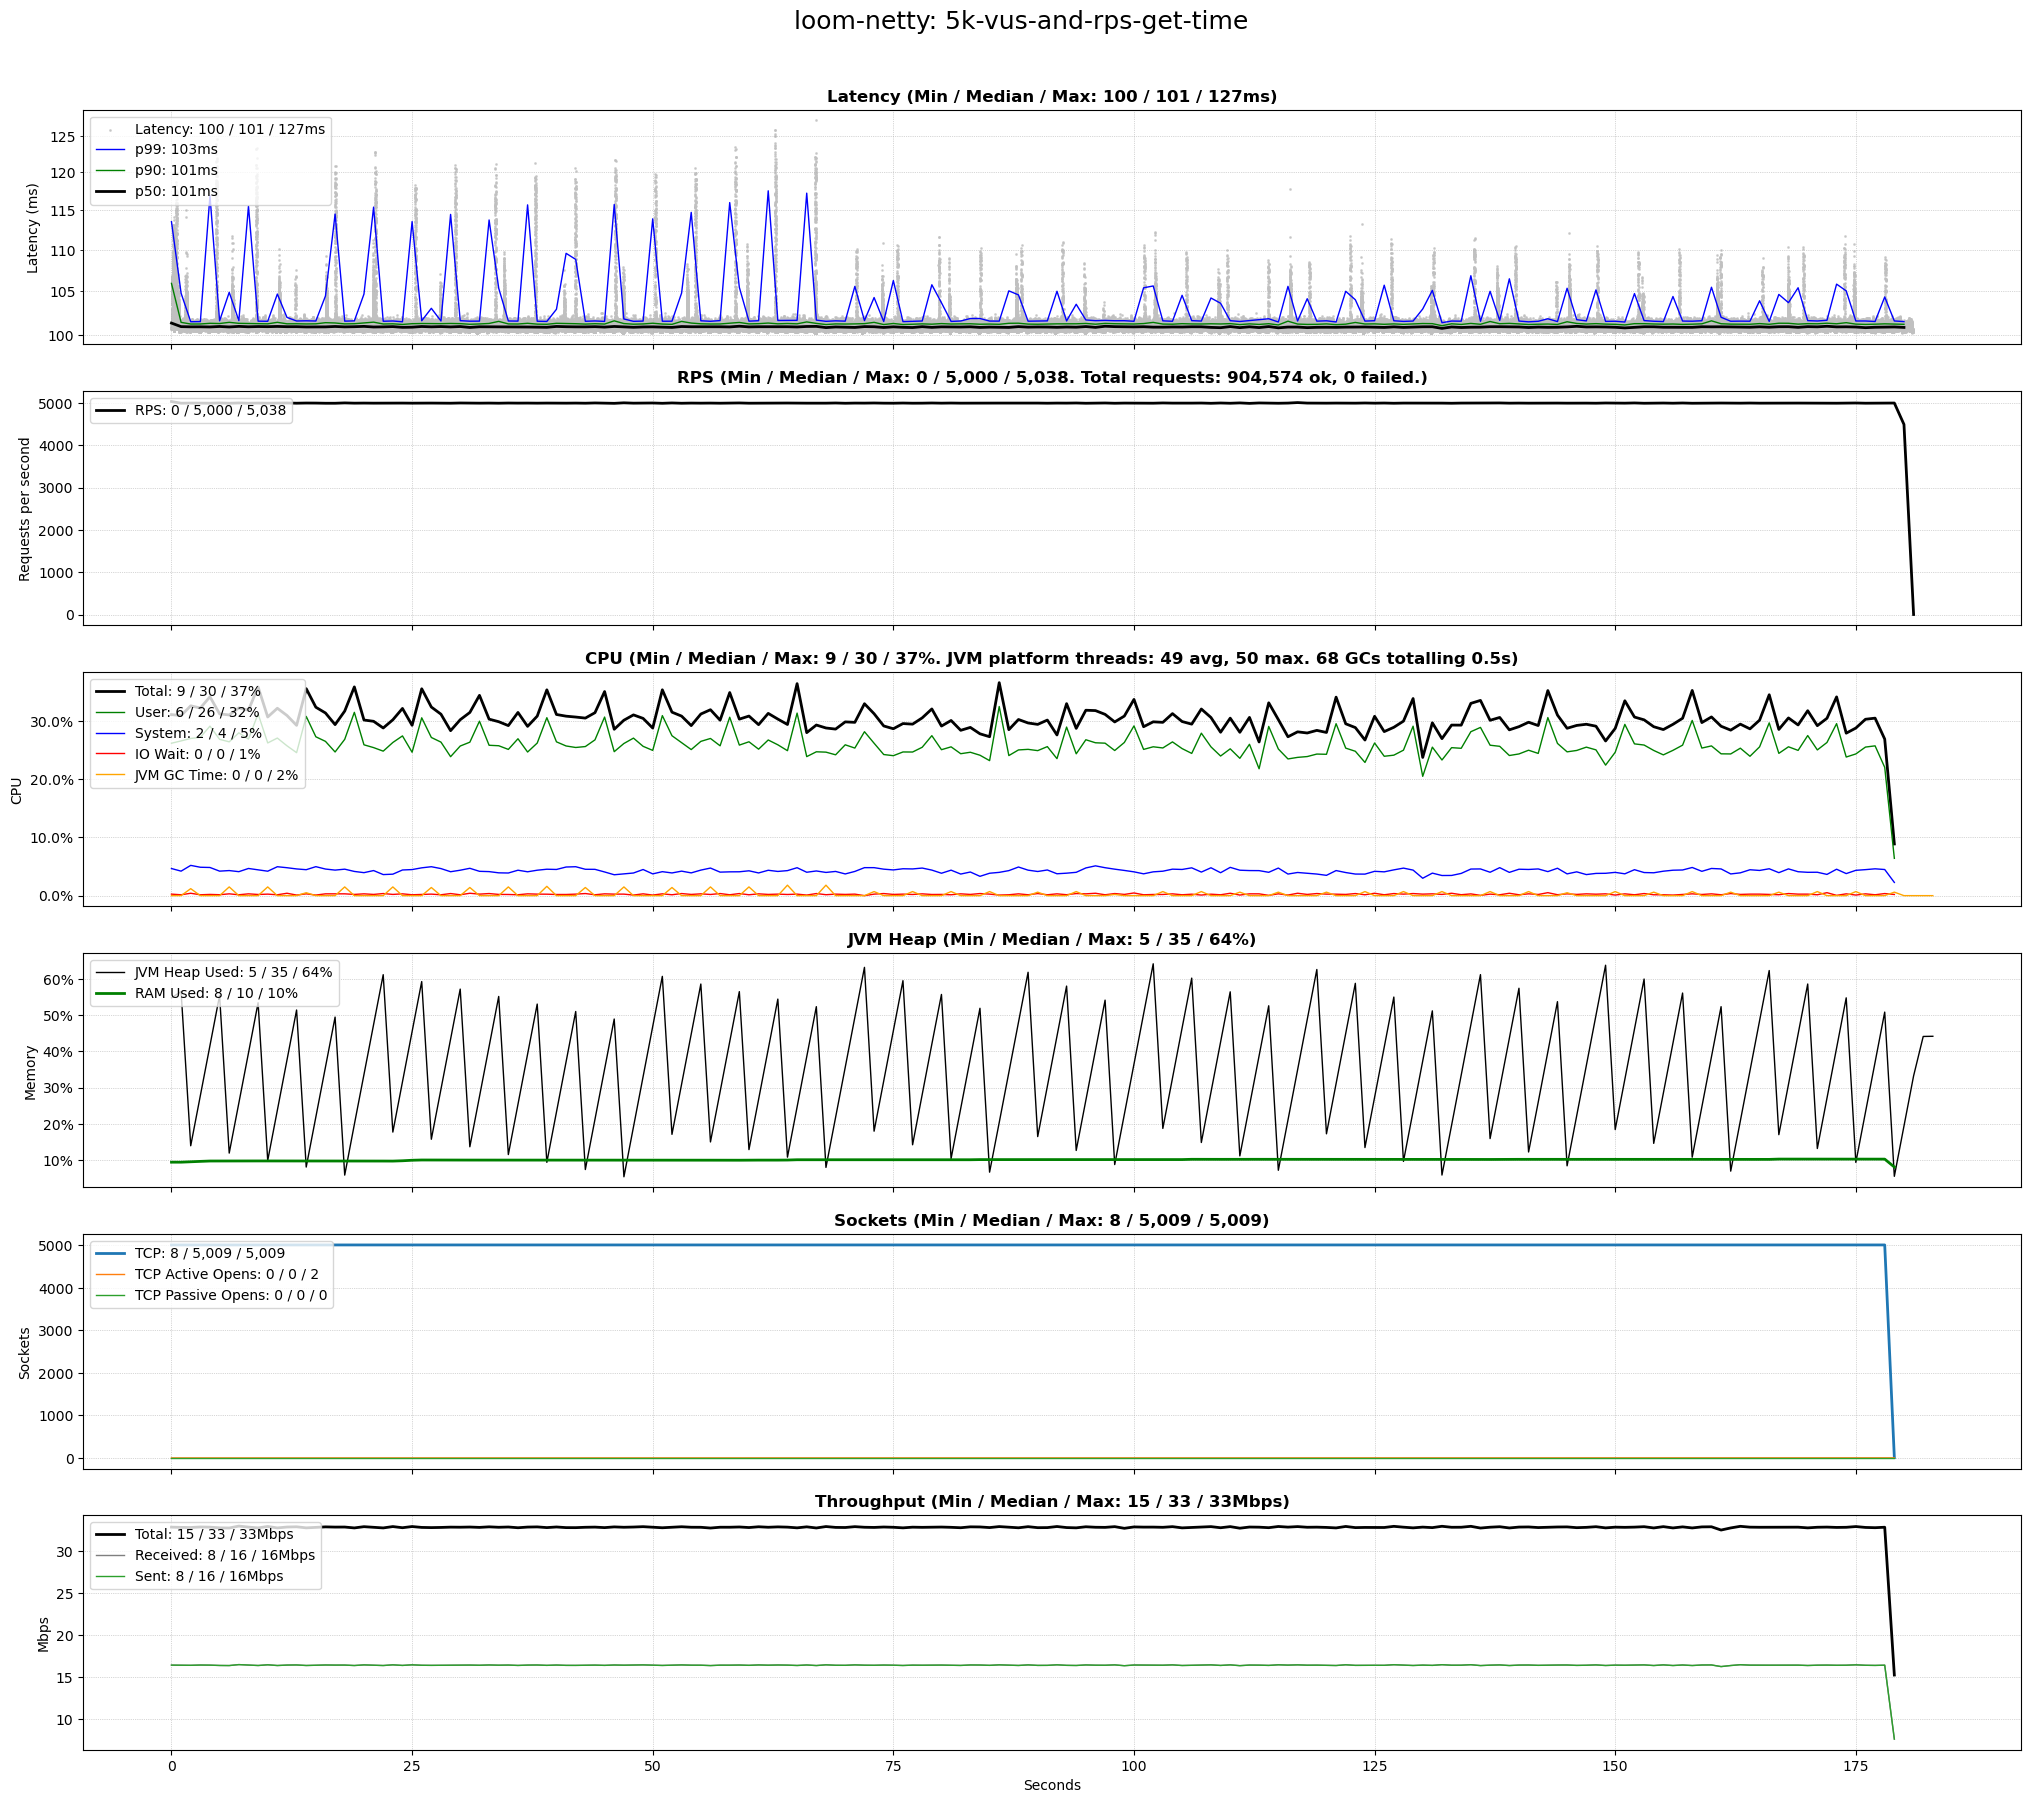 loom-netty: 5k-vus-and-rps-get-time
Latency (Min / Median / Max: 100 / 101 / 127ms)
Latency (ms)
125
120
115
110
105
100
Latency: 100 / 101 / 127ms
p99: 103ms
p90: 101ms
p50: 101ms
RPS (Min / Median / Max: 0 / 5,000 / 5,038. Total requests: 904,574 ok, 0 failed.)
Requests per second
5000
4000
3000
2000
1000
0
RPS: 0 / 5,000 / 5,038
CPU (Min / Median / Max: 9 / 30 / 37%. JVM platform threads: 49 avg, 50 max. 68 GCs totalling 0.5s)
CPU
30.0%
20.0%
10.0%
0.0%
Total: 9 / 30 / 37%
User: 6 / 26 / 32%
System: 2 / 4 / 5%
IO Wait: 0 / 0 / 1%
JVM GC Time: 0 / 0 / 2%
JVM Heap (Min / Median / Max: 5 / 35 / 64%)
Memory
60%
50%
40%
30%
20%
10%
JVM Heap Used: 5 / 35 / 64%
RAM Used: 8 / 10 / 10%
Sockets (Min / Median / Max: 8 / 5,009 / 5,009)
Sockets
5000
4000
3000
2000
1000
0
TCP: 8 / 5,009 / 5,009
TCP Active Opens: 0 / 0 / 2
TCP Passive Opens: 0 / 0 / 0
Throughput (Min / Median / Max: 15 / 33 / 33Mbps)
Mbps
30
25
20
15
10
Total: 15 / 33 / 33Mbps
Received: 8 / 16 / 16Mbps
Sent: 8 / 16 / 16Mbps
0 25 50 75 100 125 150 175
Seconds